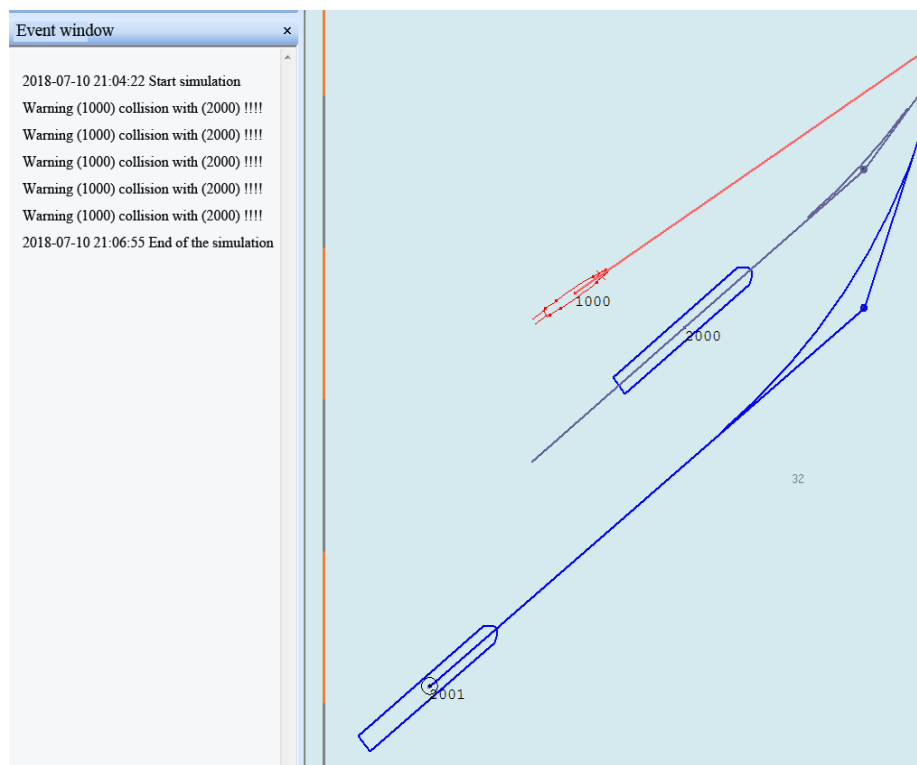 Event window
2018-07-10 21:04:22 Start simulation
Warning (1000) collision with (2000) !!!!
Warning (1000) collision with (2000) !!!!
Warning (1000) collision with (2000) !!!!
Warning (1000) collision with (2000) !!!!
Warning (1000) collision with (2000) !!!!
2018-07-10 21:06:55 End of the simulation
1000
2000
32
2001